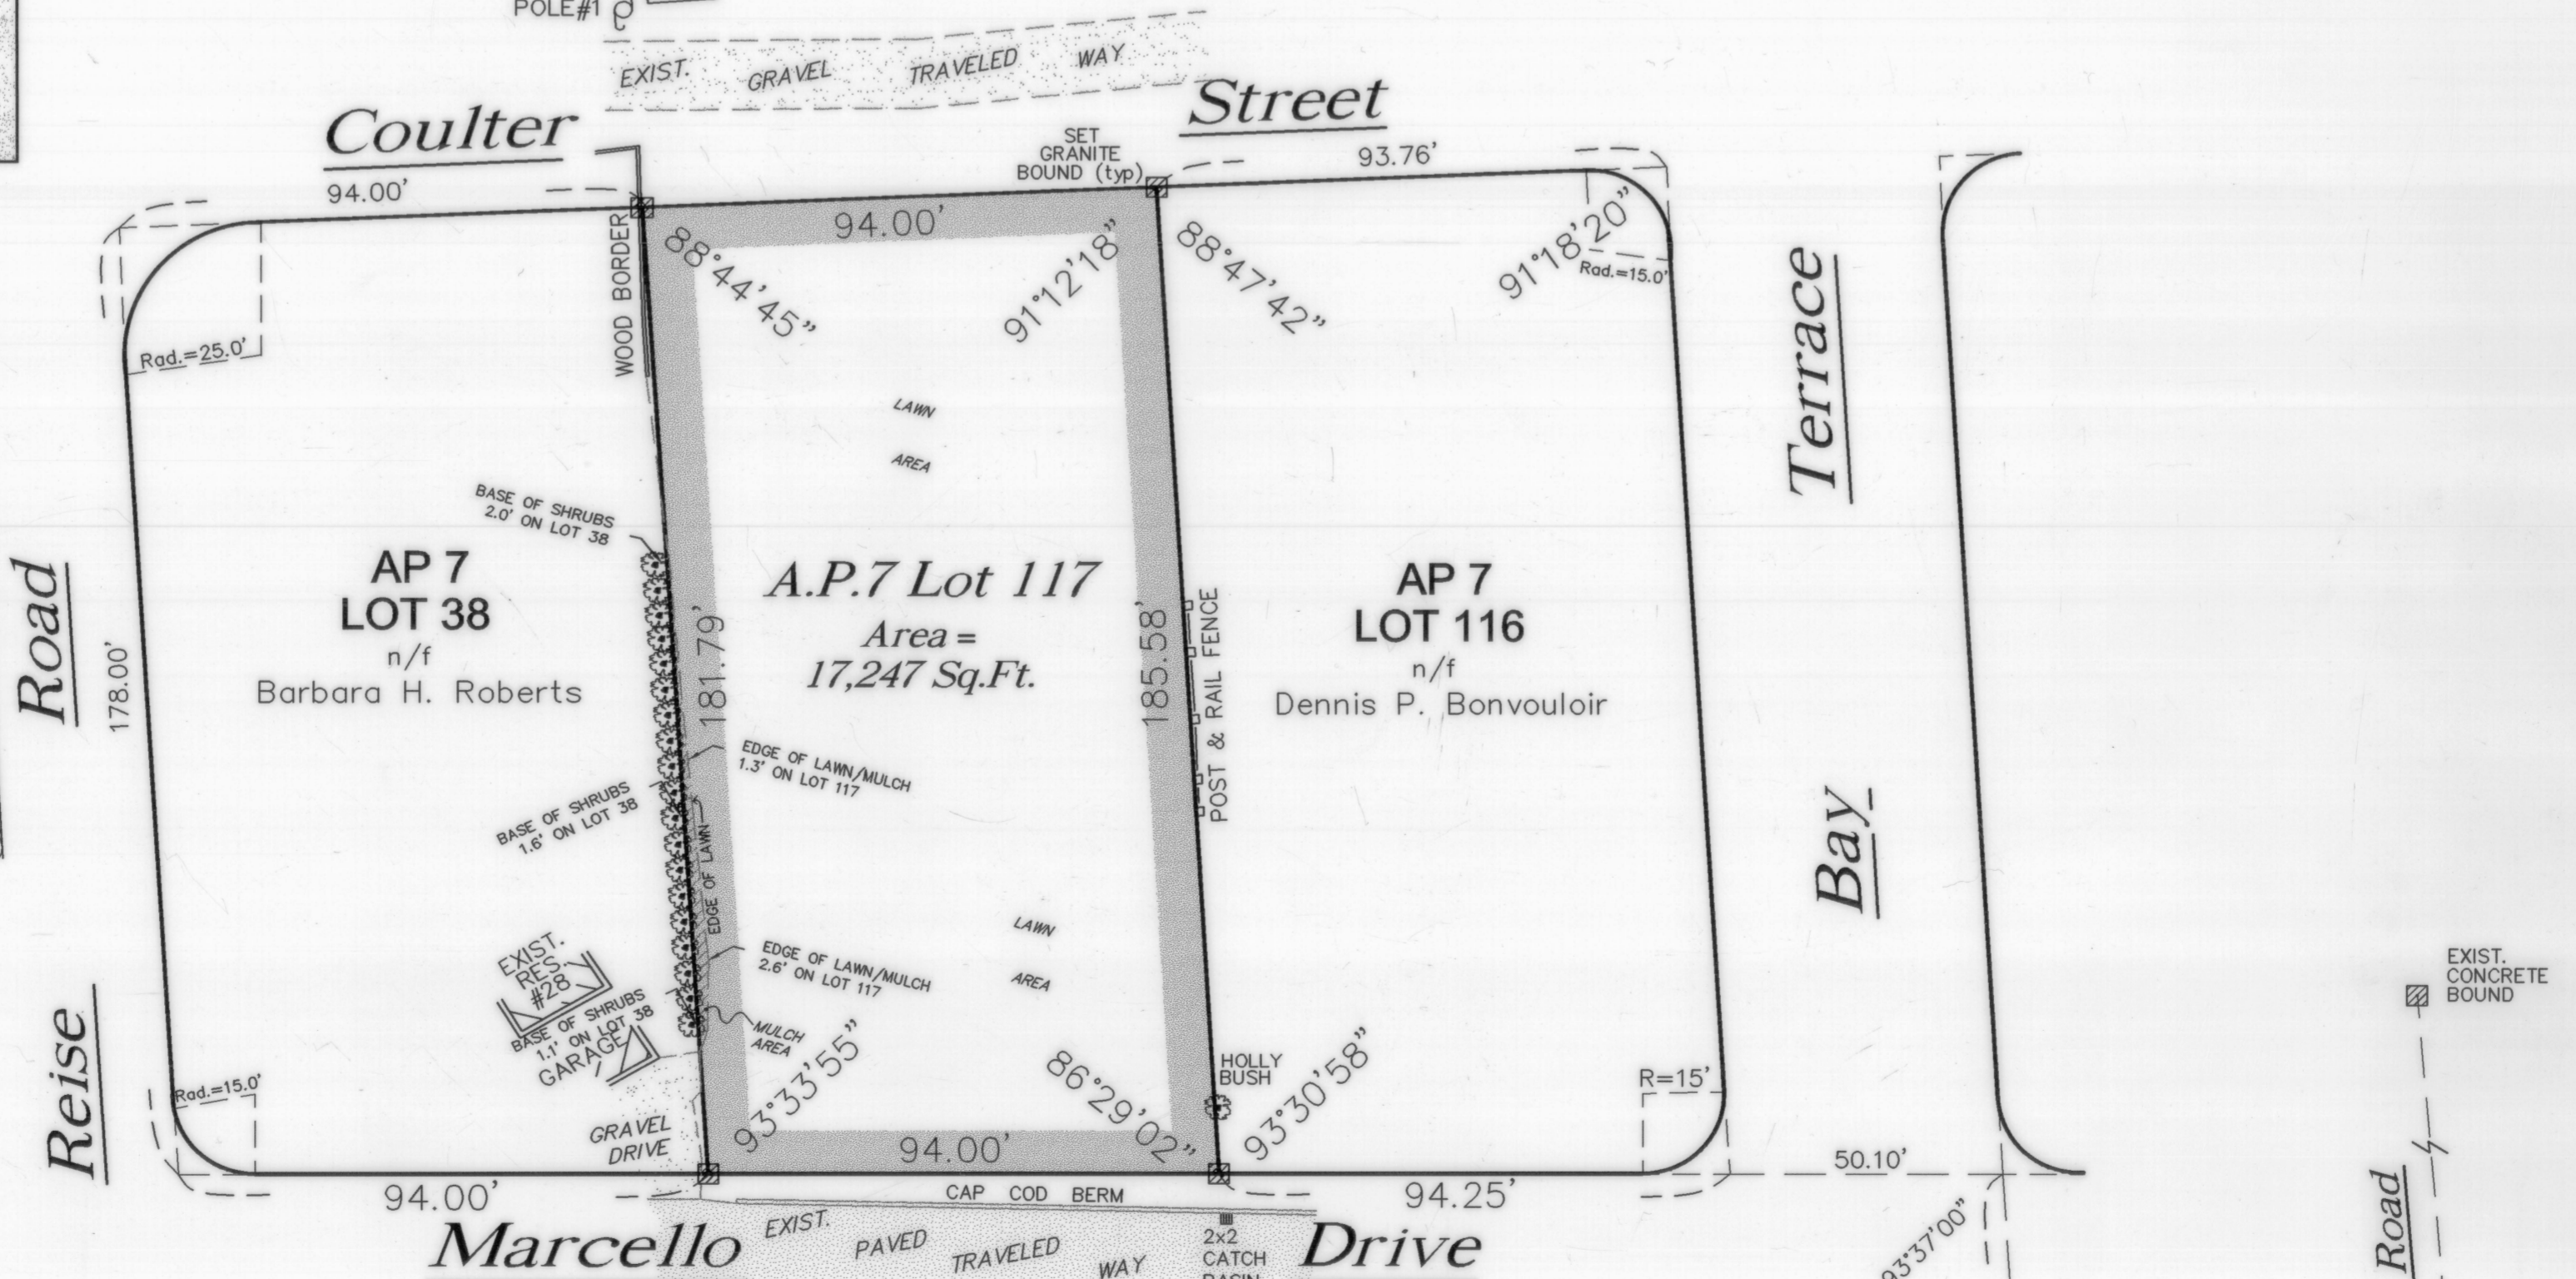 POLE#1
EXIST. GRAVEL TRAVELED WAY
Coulter Street
SET
GRANITE
BOUND (typ)
94.00'
94.00'
93.76'
WOOD BORDER
88°44'45"
91°12'18"
88°47'42"
91°18'20"
Rad.=15.0'
Rad.=25.0'
LAWN
AREA
BASE OF SHRUBS
2.0' ON LOT 38
Road
178.00'
AP 7
LOT 38
n/f
Barbara H. Roberts
181.79'
A.P.7 Lot 117
Area =
17,247 Sq.Ft.
185.58'
POST & RAIL FENCE
AP 7
LOT 116
n/f
Dennis P. Bonvouloir
Terrace
Bay
EDGE OF LAWN/MULCH
1.3' ON LOT 117
BASE OF SHRUBS
1.6' ON LOT 38
EDGE OF LAWN
LAWN
AREA
EXIST.
RES.
#28
EDGE OF LAWN/MULCH
2.6' ON LOT 117
BASE OF SHRUBS
1.1' ON LOT 38
GARAGE
MULCH
AREA
EXIST.
CONCRETE
BOUND
Reise
Rad.=15.0'
GRAVEL
DRIVE
93°33'55"
86°29'02"
HOLLY
BUSH
93°30'58"
R=15'
94.00'
94.00'
94.25'
50.10'
CAP COD BERM
Marcello Drive
EXIST. PAVED TRAVELED WAY
2x2
CATCH
BASIN
93°37'00"
Road